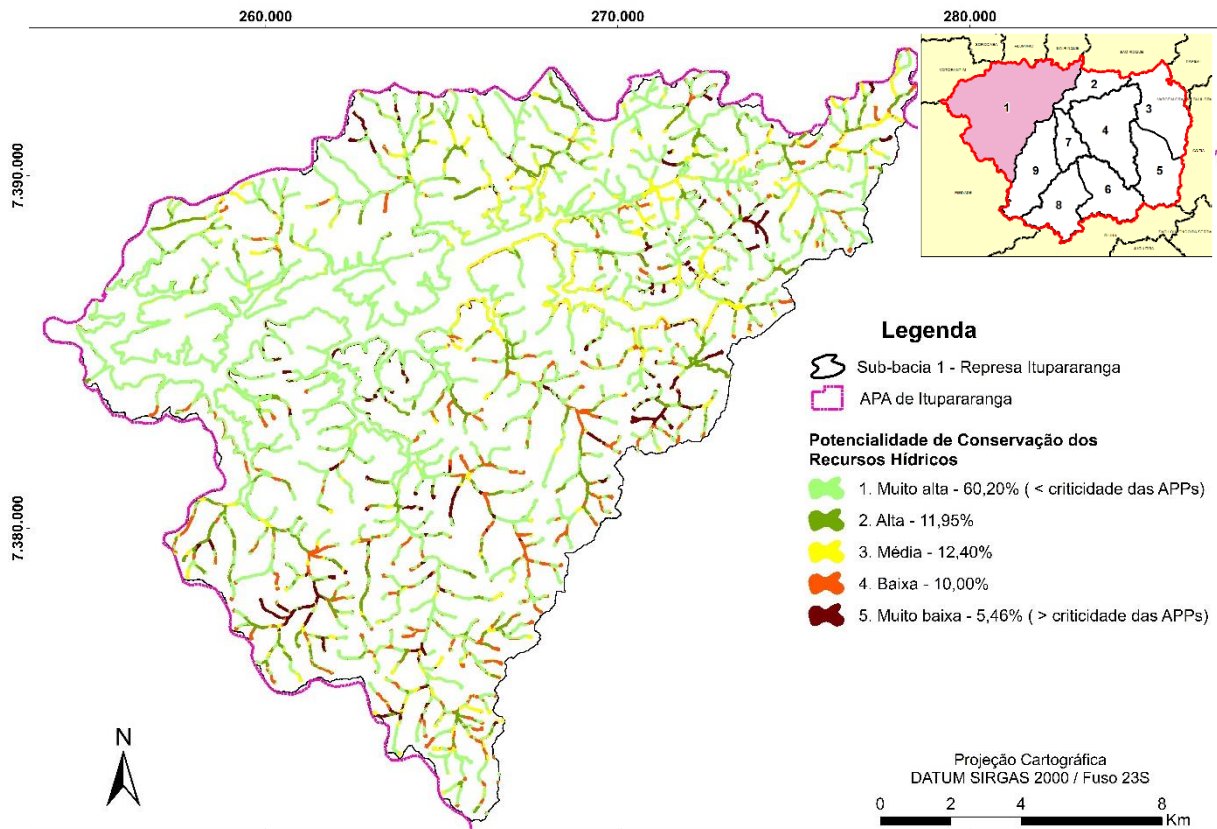 260.000
270.000
280.000
7.390.000
7.380.000
1
2
3
4
5
6
7
8
9
Legenda
Sub-bacia 1 - Represa Itupararanga
APA de Itupararanga
Potencialidade de Conservação dos
Recursos Hídricos
1. Muito alta - 60,20% ( < criticidade das APPs)
2. Alta - 11,95%
3. Média - 12,40%
4. Baixa - 10,00%
5. Muito baixa - 5,46% ( > criticidade das APPs)
N
Projeção Cartográfica
DATUM SIRGAS 2000 / Fuso 23S
0 2 4 8
Km